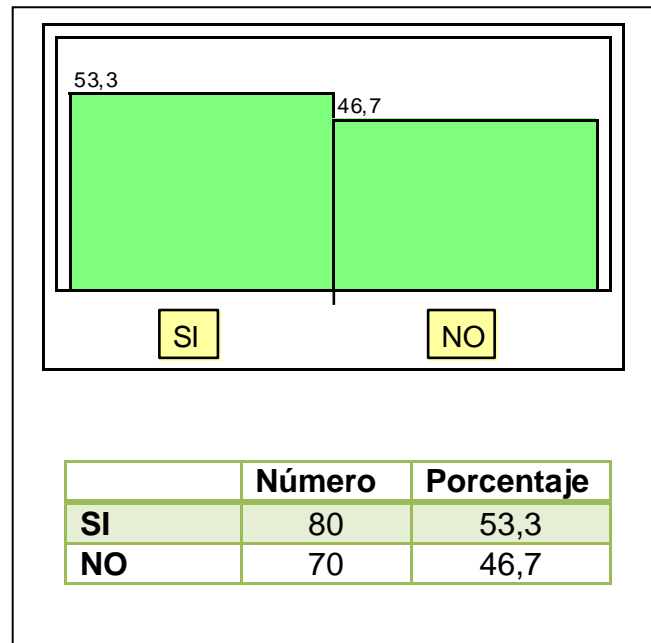 53,3
46,7
SI NO
Número Porcentaje
SI 80 53,3
NO 70 46,7